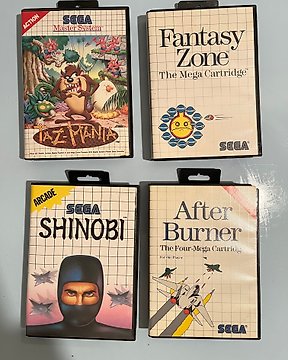 ACTION
SEGA
Master System
TAZ-MANIA
Fantasy
Zone
The Mega Cartridge
SEGA
ARCADE
SEGA
SHINOBI
After
Burner
The Four-Mega Cartridge
SEGA